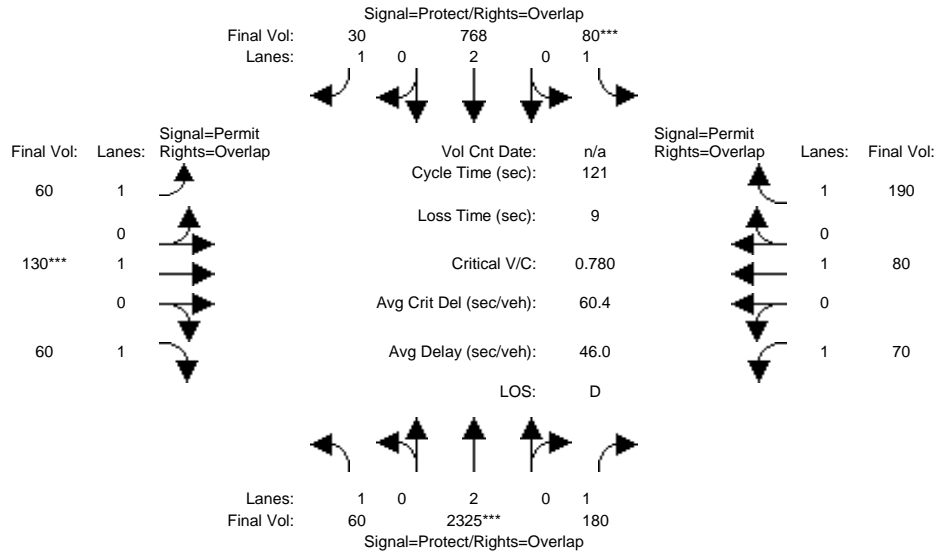 Signal=Protect/Rights=Overlap
Final Vol: 30 768 80***
Lanes: 1 0 2 0 1
Signal=Permit
Final Vol: Lanes: Rights=Overlap
Vol Cnt Date: n/a
Signal=Permit
Rights=Overlap Lanes: Final Vol:
Cycle Time (sec): 121
60 1
1 190
Loss Time (sec): 9
0
0
130*** 1
Critical V/C: 0.780
1 80
0
Avg Crit Del (sec/veh): 60.4
0
60 1
Avg Delay (sec/veh): 46.0
1 70
LOS: D
Lanes: 1 0 2 0 1
Final Vol: 60 2325*** 180
Signal=Protect/Rights=Overlap